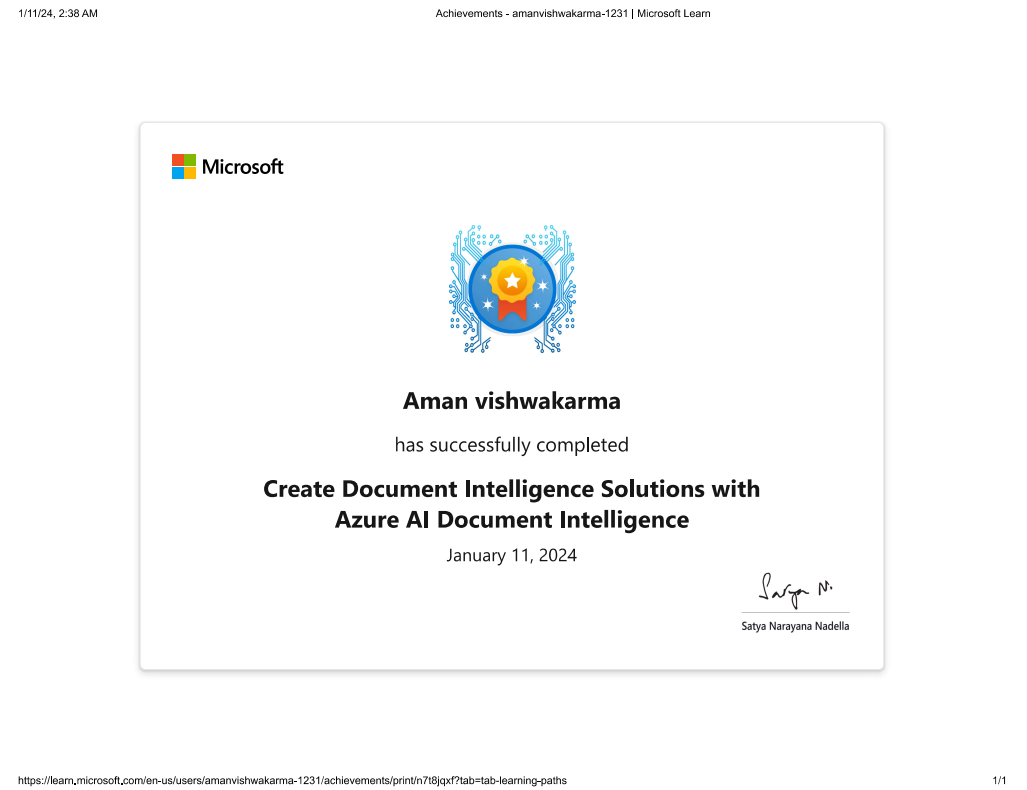 1/11/24, 2:38 AM
Achievements - amanvishwakarma-1231 | Microsoft Learn
Microsoft
Aman vishwakarma
has successfully completed
Create Document Intelligence Solutions with
Azure AI Document Intelligence
January 11, 2024
Satya N.
Satya Narayana Nadella
https://learn.microsoft.com/en-us/users/amanvishwakarma-1231/achievements/print/n7t8jqxf?tab=tab-learning-paths
1/1